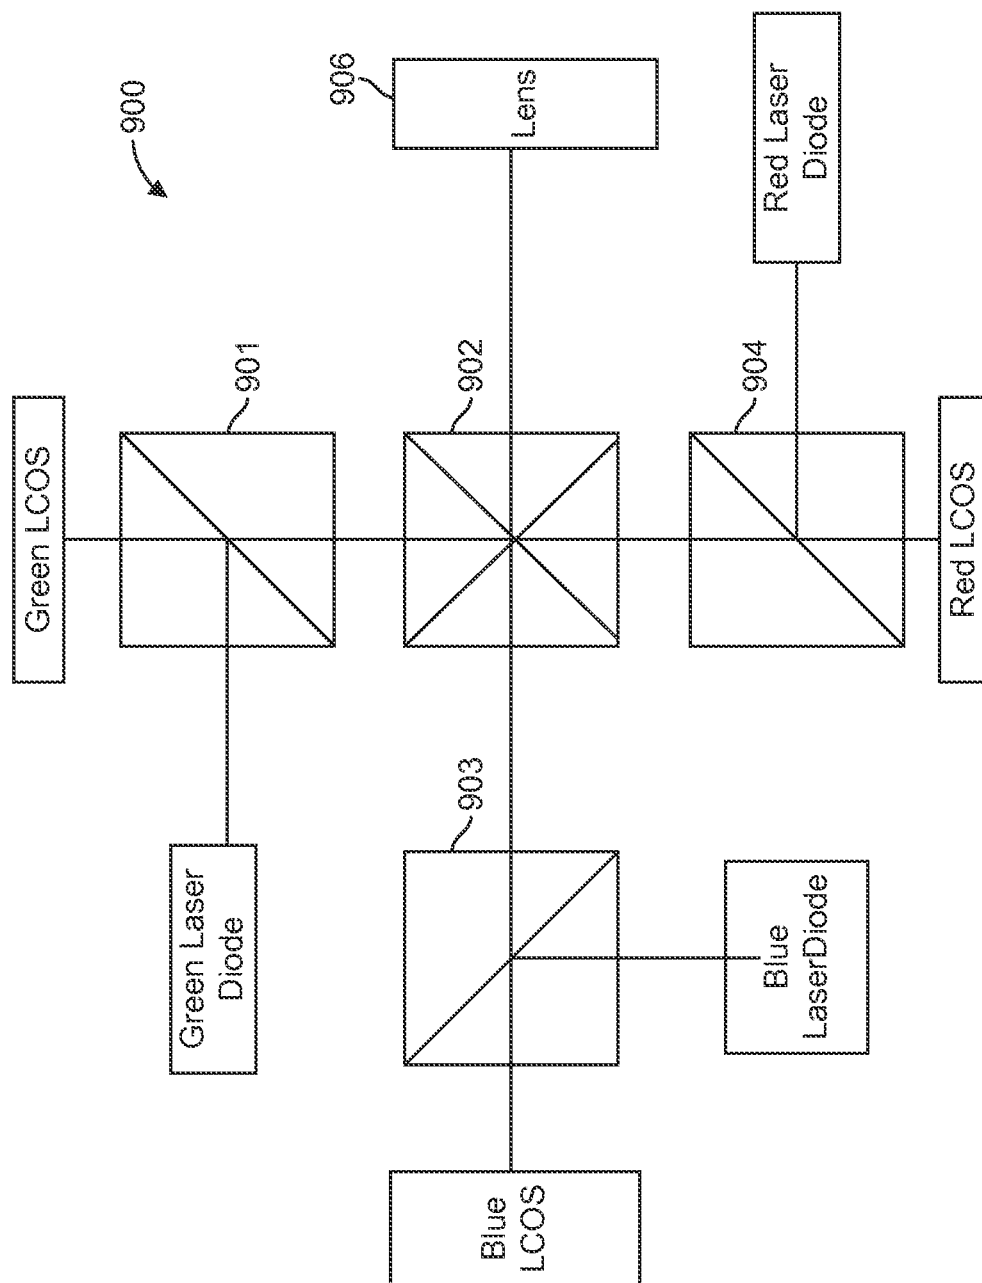 900
906
Lens
Red Laser
Diode
901
902
904
Green LCOS
Red LCOS
903
Green Laser
Diode
Blue
LaserDiode
Blue
LCOS